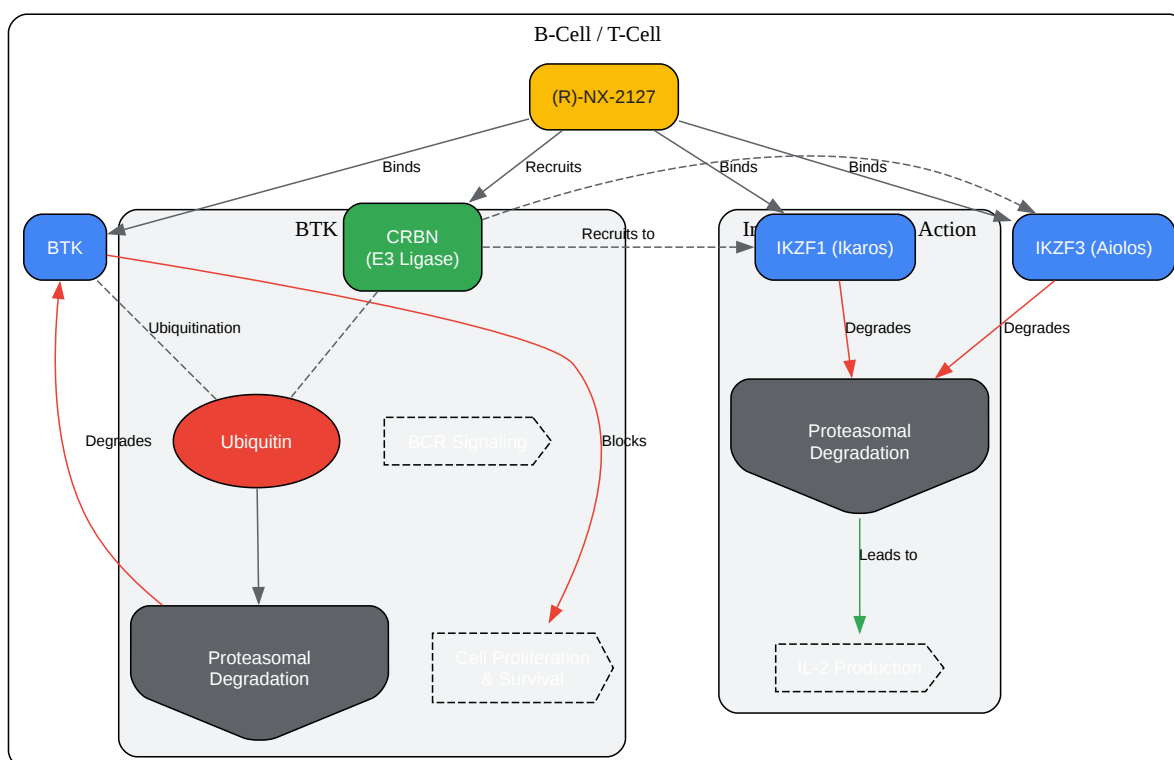 B-Cell / T-Cell
(R)-NX-2127
Binds
Recruits
Binds
Binds
BTK
BTK
CRBN
(E3 Ligase)
Recruits to
Action
IKZF1 (Ikaros)
IKZF3 (Aiolos)
Ubiquitination
Degrades
Degrades
Degrades
Ubiquitin
BCR Signaling
Blocks
Proteasomal
Degradation
Leads to
Proteasomal
Degradation
Cell Proliferation
& Survival
IL-2 Production